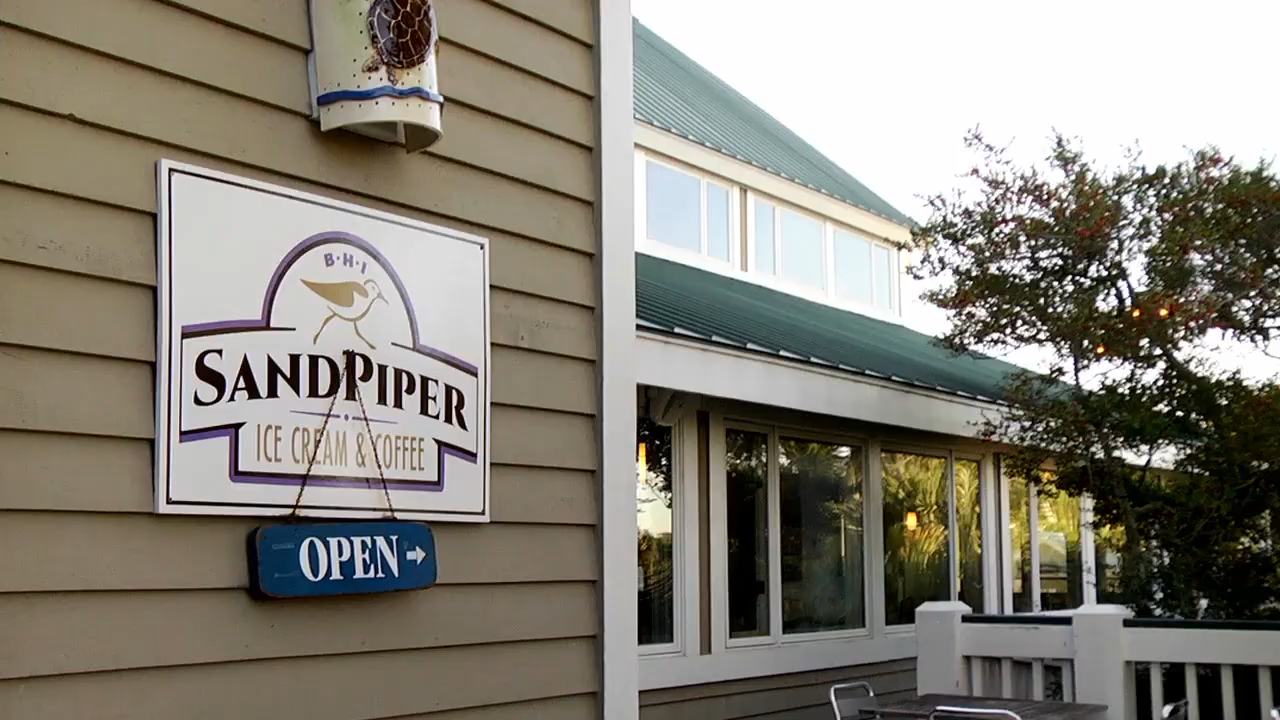 B·H·I
SANDPIPER
ICE CREAM & COFFEE
OPEN →